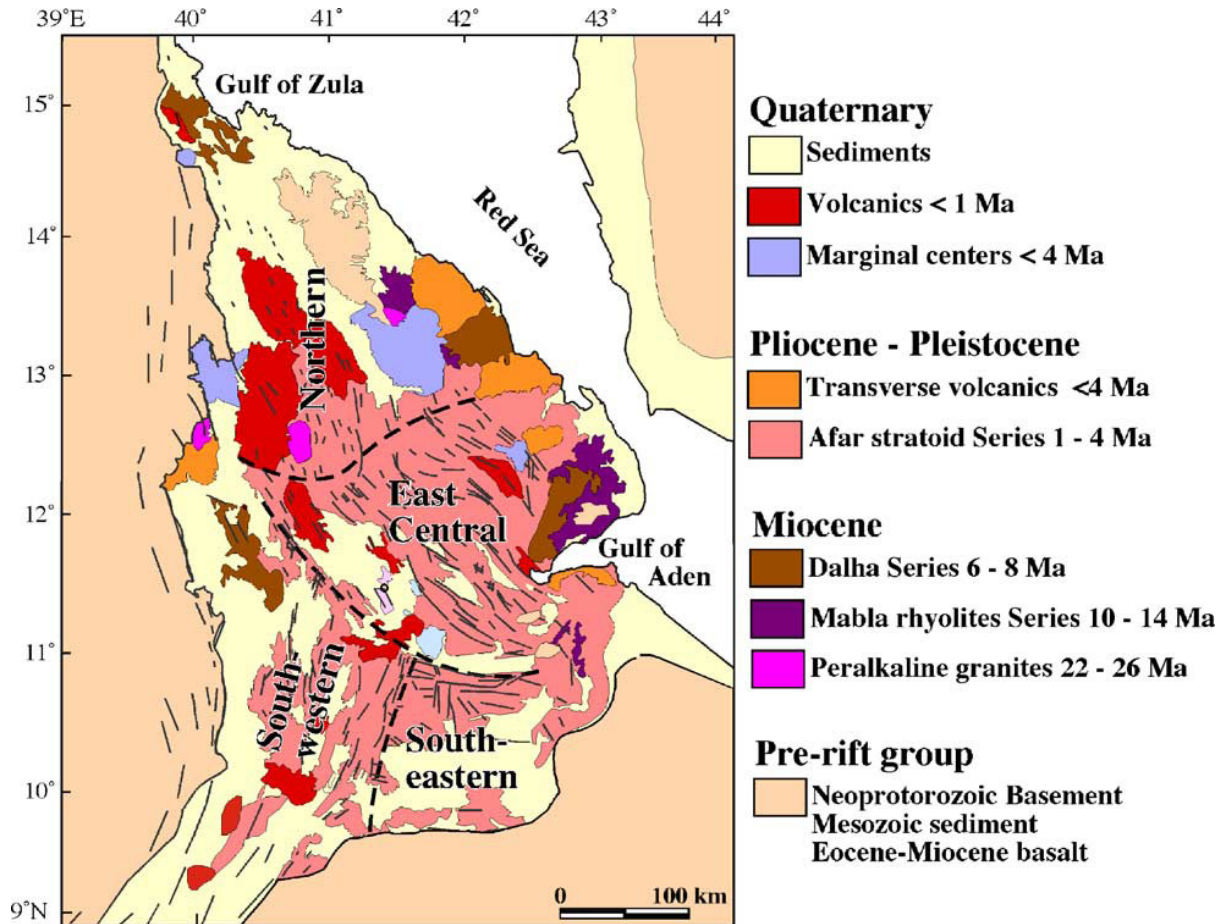 39°E 40° 41° 42° 43° 44°
15°
14°
13°
12°
11°
10°
9°N
Gulf of Zula
Red Sea
Northern
East
Central
Gulf of
Aden
South-
western
South-
eastern
0 100 km
Quaternary
Sediments
Volcanics < 1 Ma
Marginal centers < 4 Ma
Pliocene - Pleistocene
Transverse volcanics <4 Ma
Afar stratoid Series 1 - 4 Ma
Miocene
Dalha Series 6 - 8 Ma
Mabla rhyolites Series 10 - 14 Ma
Peralkaline granites 22 - 26 Ma
Pre-rift group
Neoprotorozoic Basement
Mesozoic sediment
Eocene-Miocene basalt